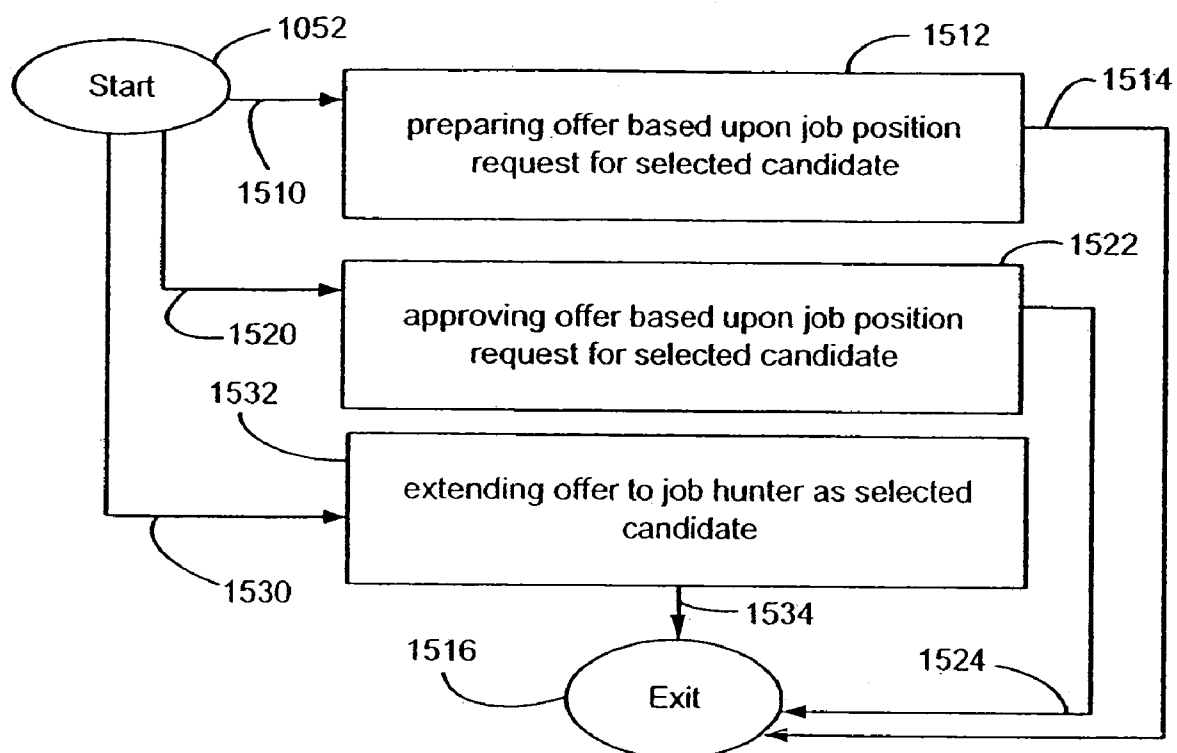 1052
Start
1512
1514
preparing offer based upon job position
request for selected candidate
1510
1522
approving offer based upon job position
request for selected candidate
1520
1532
extending offer to job hunter as selected
candidate
1530
1534
1516
Exit
1524